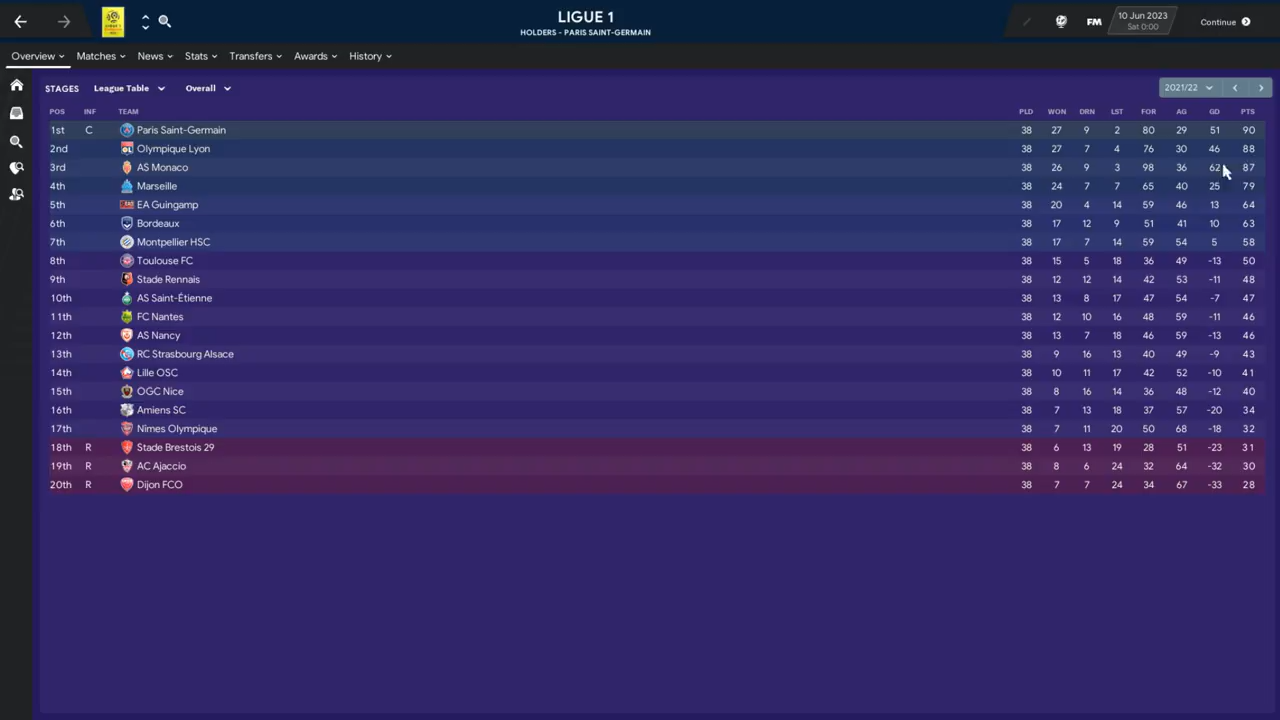 LIGUE 1
HOLDERS - PARIS SAINT-GERMAIN
FM
10 Jun 2023
Sat 0:00
Continue
Overview Matches News Stats Transfers Awards History
STAGES League Table Overall 2021/22
POS INF TEAM PLD WON DRN LST FOR AG GD PTS
1st C Paris Saint-Germain 38 27 9 2 80 29 51 90
2nd Olympique Lyon 38 27 7 4 76 30 46 88
3rd AS Monaco 38 26 9 3 98 36 62 87
4th Marseille 38 24 7 7 65 40 25 79
5th EA Guingamp 38 20 4 14 59 46 13 64
6th Bordeaux 38 17 12 9 51 41 10 63
7th Montpellier HSC 38 17 7 14 59 54 5 58
8th Toulouse FC 38 15 5 18 36 49 -13 50
9th Stade Rennais 38 12 12 14 42 53 -11 48
10th AS Saint-Étienne 38 13 8 17 47 54 -7 47
11th FC Nantes 38 12 10 16 48 59 -11 46
12th AS Nancy 38 13 7 18 46 59 -13 46
13th RC Strasbourg Alsace 38 9 16 13 40 49 -9 43
14th Lille OSC 38 10 11 17 42 52 -10 41
15th OGC Nice 38 8 16 14 36 48 -12 40
16th Amiens SC 38 7 13 18 37 57 -20 34
17th Nîmes Olympique 38 7 11 20 50 68 -18 32
18th R Stade Brestois 29 38 6 13 19 28 51 -23 31
19th R AC Ajaccio 38 8 6 24 32 64 -32 30
20th R Dijon FCO 38 7 7 24 34 67 -33 28